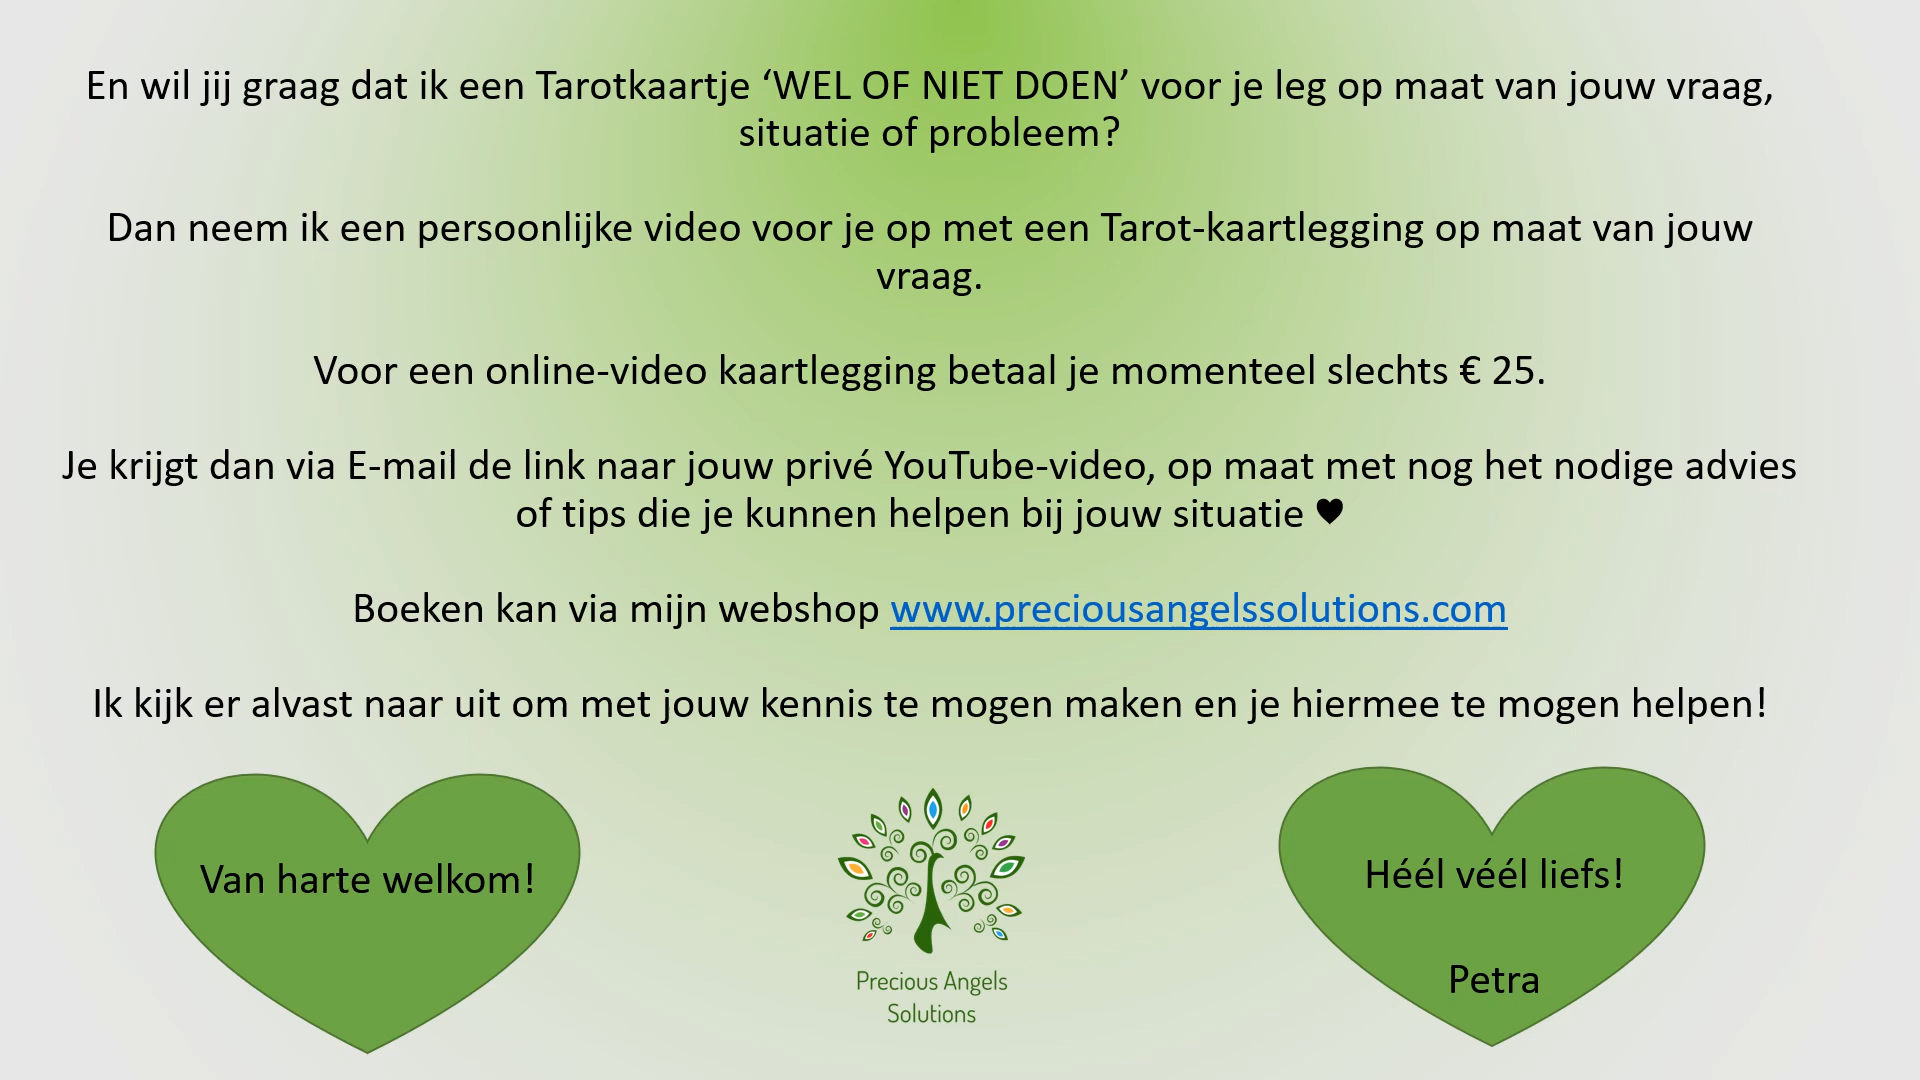 En wil jij graag dat ik een Tarotkaartje ‘WEL OF NIET DOEN’ voor je leg op maat van jouw vraag,
situatie of probleem?
Dan neem ik een persoonlijke video voor je op met een Tarot-kaartlegging op maat van jouw
vraag.
Voor een online-video kaartlegging betaal je momenteel slechts € 25.
Je krijgt dan via E-mail de link naar jouw privé YouTube-video, op maat met nog het nodige advies
of tips die je kunnen helpen bij jouw situatie ♥
Boeken kan via mijn webshop www.preciousangelssolutions.com
Ik kijk er alvast naar uit om met jouw kennis te mogen maken en je hiermee te mogen helpen!
Van harte welkom!
Precious Angels
Solutions
Héél véél liefs!
Petra